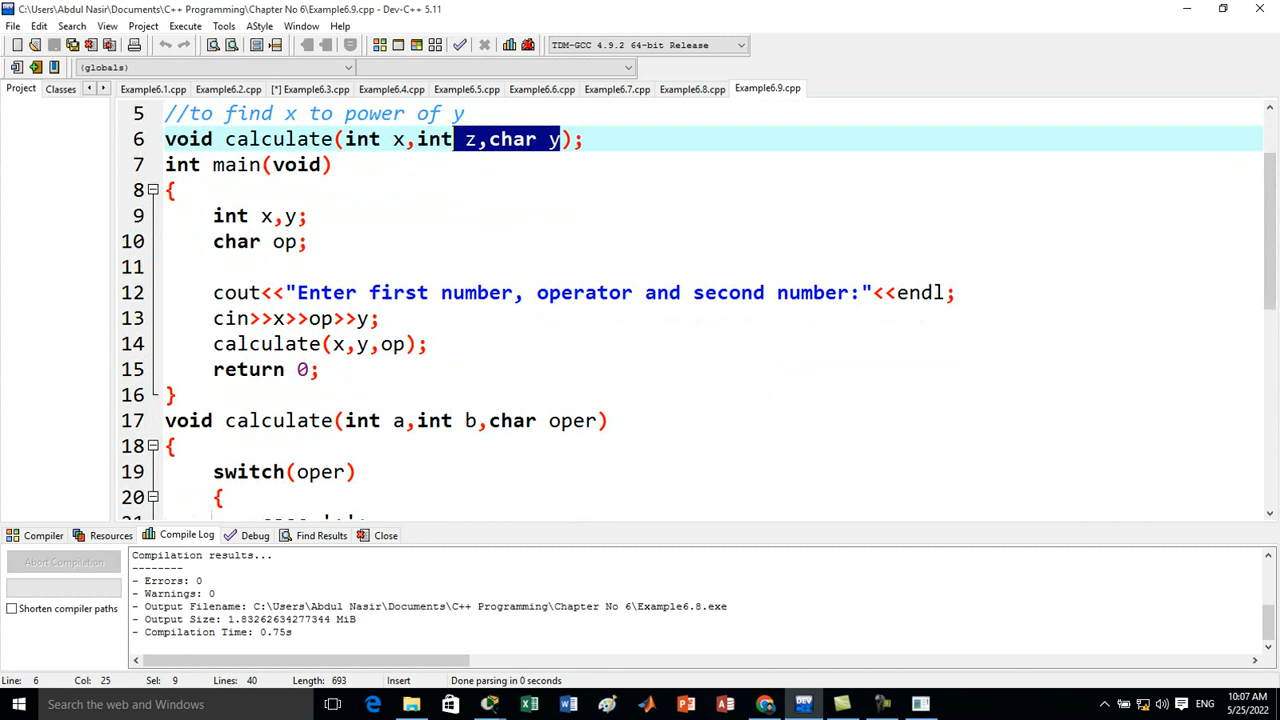 C:\Users\Abdul Nasir\Documents\C++ Programming\Chapter No 6\Example6.9.cpp - Dev-C++ 5.11
File Edit Search View Project Execute Tools AStyle Window Help
TDM-GCC 4.9.2 64-bit Release
(globals)
Project Classes Example6.1.cpp Example6.2.cpp [*] Example6.3.cpp Example6.4.cpp Example6.5.cpp Example6.6.cpp Example6.7.cpp Example6.8.cpp Example6.9.cpp
5 //to find x to power of y
6 void calculate(int x,int z,char y);
7 int main(void)
8 {
9 int x,y;
10 char op;
11
12 cout<<"Enter first number, operator and second number:"<<endl;
13 cin>>x>>op>>y;
14 calculate(x,y,op);
15 return 0;
16 }
17 void calculate(int a,int b,char oper)
18 {
19 switch(oper)
20 {
Compiler Resources Compile Log Debug Find Results Close
Abort Compilation
Shorten compiler paths
Compilation results...
--------
- Errors: 0
- Warnings: 0
- Output Filename: C:\Users\Abdul Nasir\Documents\C++ Programming\Chapter No 6\Example6.8.exe
- Output Size: 1.83262634277344 MiB
- Compilation Time: 0.75s
Line: 6 Col: 25 Sel: 9 Lines: 40 Length: 693 Insert Done parsing in 0 seconds
Search the web and Windows
ENG
10:07 AM
5/25/2022